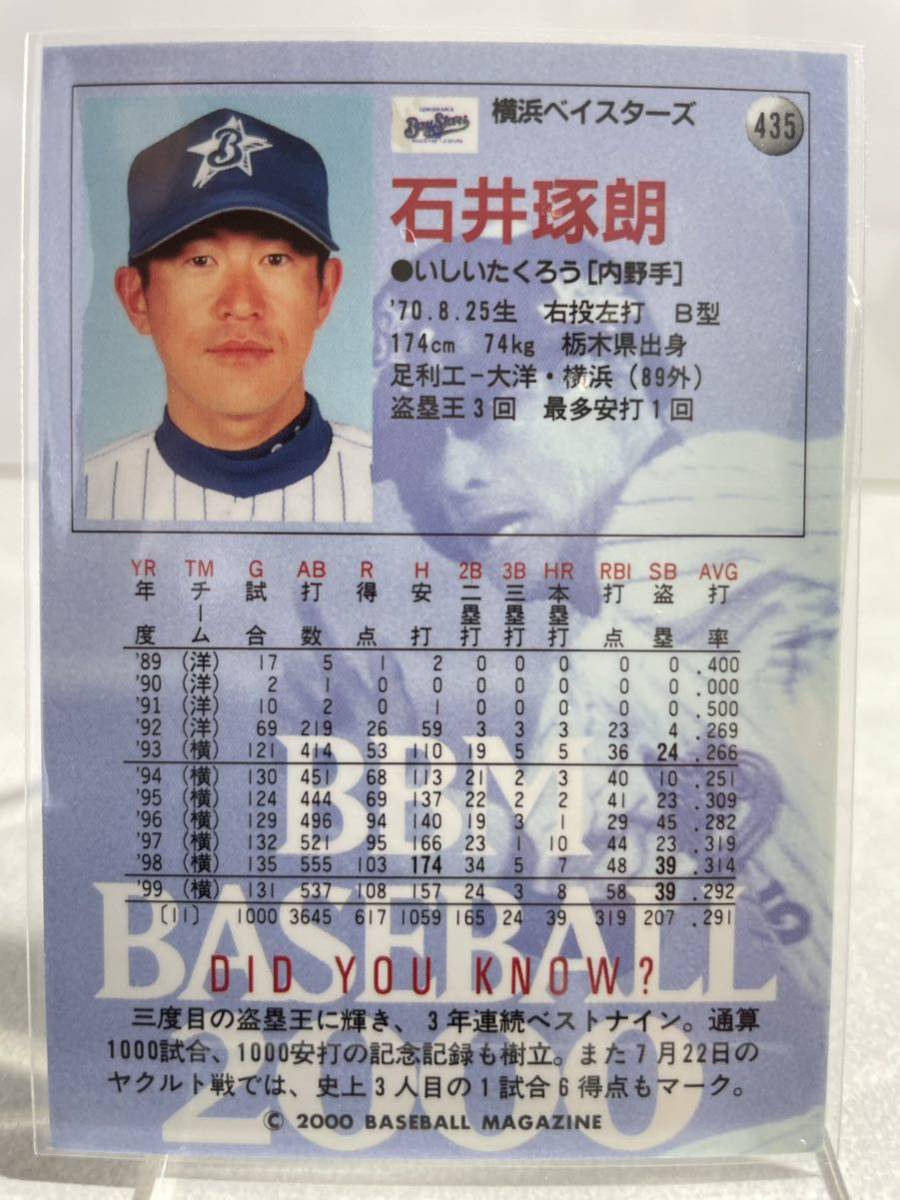 横浜ベイスターズ
435
BayStars
B
石井琢朗
●いしいたくろう[内野手]
'70.8.25生 右投左打 B型
174cm 74kg 栃木県出身
足利工－大洋・横浜（89外）
盗塁王3回 最多安打1回
YR TM G AB R H 2B 3B HR RBI SB AVG
年度 チーム 試合 打数 得点 安打 二塁打 三塁打 本塁打 打点 盗塁 打率
'89 (洋) 17 5 1 2 0 0 0 0 0 .400
'90 (洋) 2 1 0 0 0 0 0 0 0 .000
'91 (洋) 10 2 0 1 0 0 0 0 0 .500
'92 (洋) 69 219 26 59 3 3 3 23 4 .269
'93 (横) 121 414 53 110 19 5 5 36 24 .266
'94 (横) 130 451 68 113 21 2 3 40 10 .251
'95 (横) 124 444 69 137 22 2 2 41 23 .309
'96 (横) 129 496 94 140 19 3 1 29 45 .282
'97 (横) 132 521 95 166 23 1 10 44 23 .319
'98 (横) 135 555 103 174 34 5 7 48 39 .314
'99 (横) 131 537 108 157 24 3 8 58 39 .292
〔11〕 1000 3645 617 1059 165 24 39 319 207 .291
BBM
BASEBALL
2000
DID YOU KNOW?
三度目の盗塁王に輝き、3年連続ベストナイン。通算
1000試合、1000安打の記念記録も樹立。また7月22日の
ヤクルト戦では、史上3人目の1試合6得点もマーク。
© 2000 BASEBALL MAGAZINE